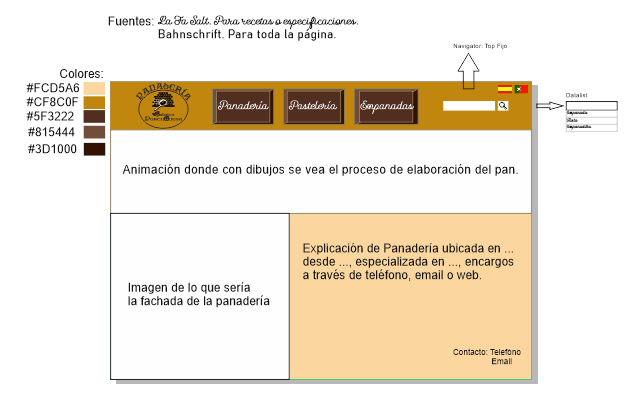 Fuentes: La Fa Salt. Para recetas o especificaciones.
Bahnschrift. Para toda la página.
Navigator: Top Fijo
Colores:
#FCD5A6
#CF8C0F
#5F3222
#815444
#3D1000
PANADERÍA
Panadería
Pastelería
Empanadas
Datalist
Empanada
Animación donde con dibujos se vea el proceso de elaboración del pan.
Imagen de lo que sería
la fachada de la panadería
Explicación de Panadería ubicada en ...
desde ..., especializada en ..., encargos
a través de teléfono, email o web.
Contacto: Teléfono
Email